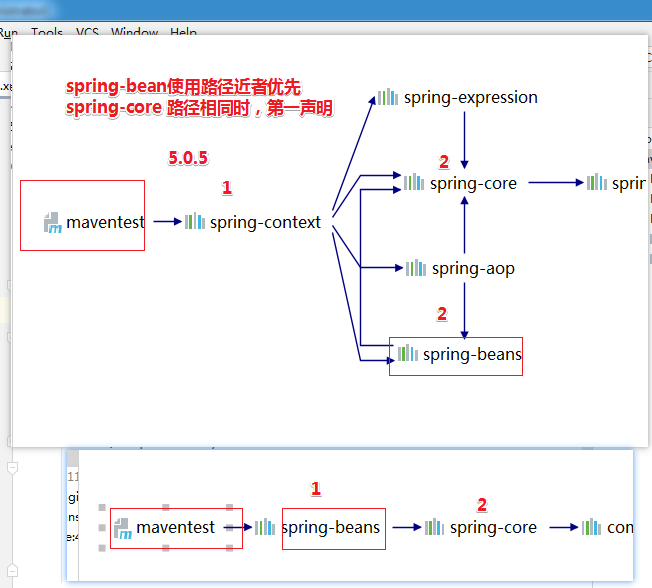 Run Tools VCS Window Help
spring-bean使用路径近者优先
spring-core 路径相同时，第一声明
spring-expression
5.0.5
1
2
spring-core
maventest
spring-context
spring-aop
2
spring-beans
1
2
maventest
spring-beans
spring-core